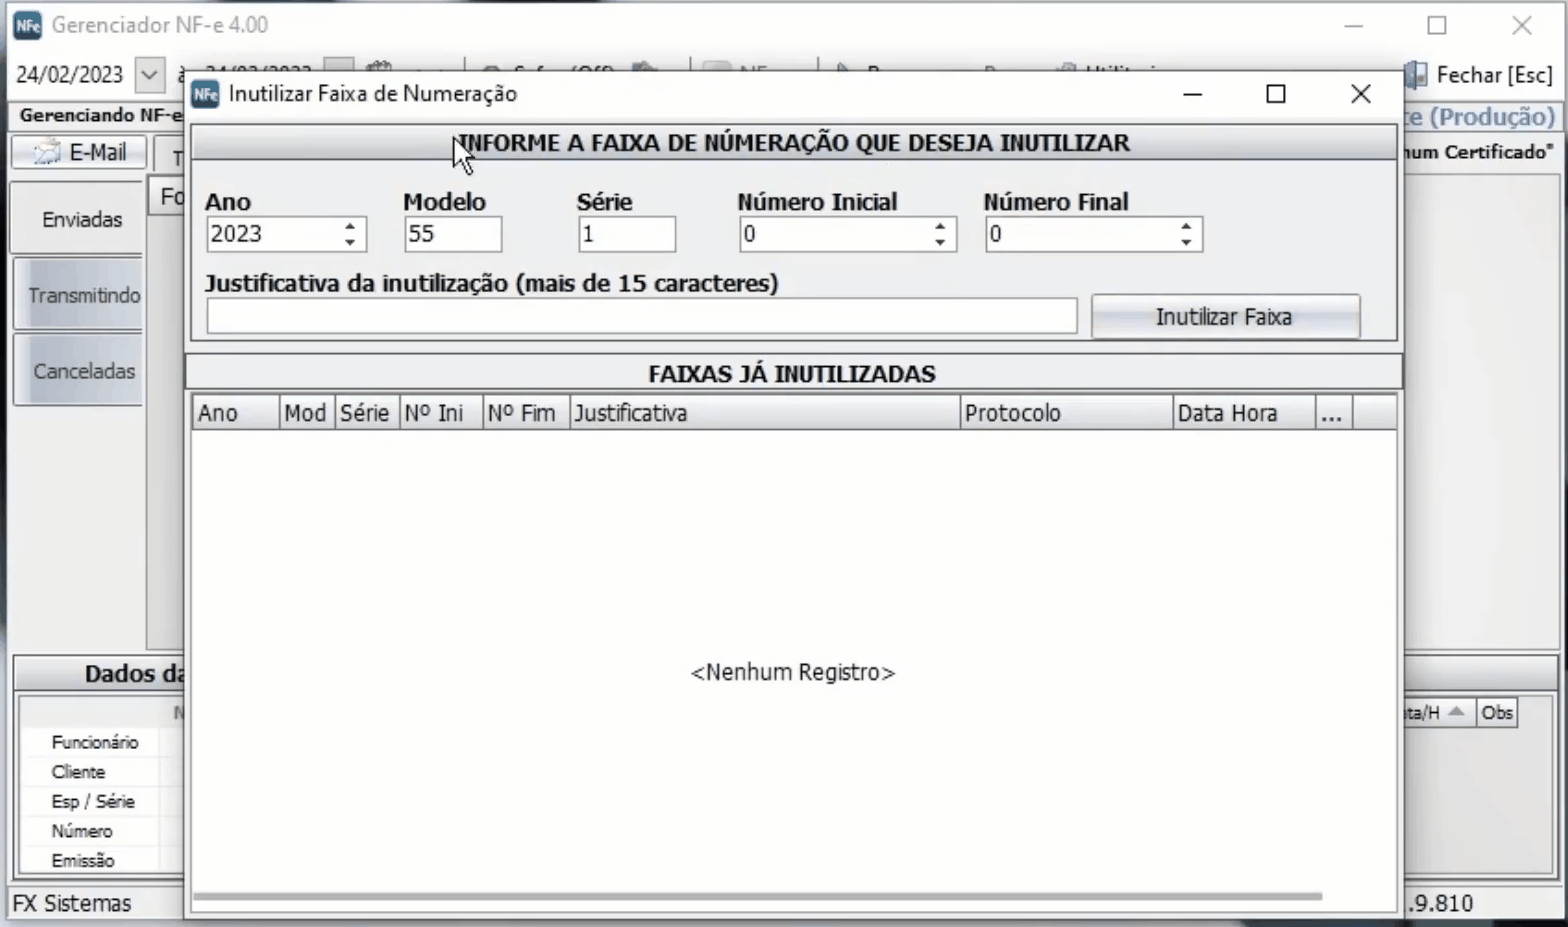 NFe Gerenciador NF-e 4.00
24/02/2023 à 24/02/2023
Fechar [Esc]
Gerenciando NF-e
te (Produção)
NFe Inutilizar Faixa de Numeração
E-Mail
num Certificado"
INFORME A FAIXA DE NÚMERAÇÃO QUE DESEJA INUTILIZAR
Enviadas
Fo
Ano Modelo Série Número Inicial Número Final
2023 55 1 0 0
Transmitindo
Justificativa da inutilização (mais de 15 caracteres)
Inutilizar Faixa
Canceladas
FAIXAS JÁ INUTILIZADAS
Ano Mod Série Nº Ini Nº Fim Justificativa Protocolo Data Hora ...
<Nenhum Registro>
Dados da
ata/H Obs
Funcionário
Cliente
Esp / Série
Número
Emissão
FX Sistemas
.9.810